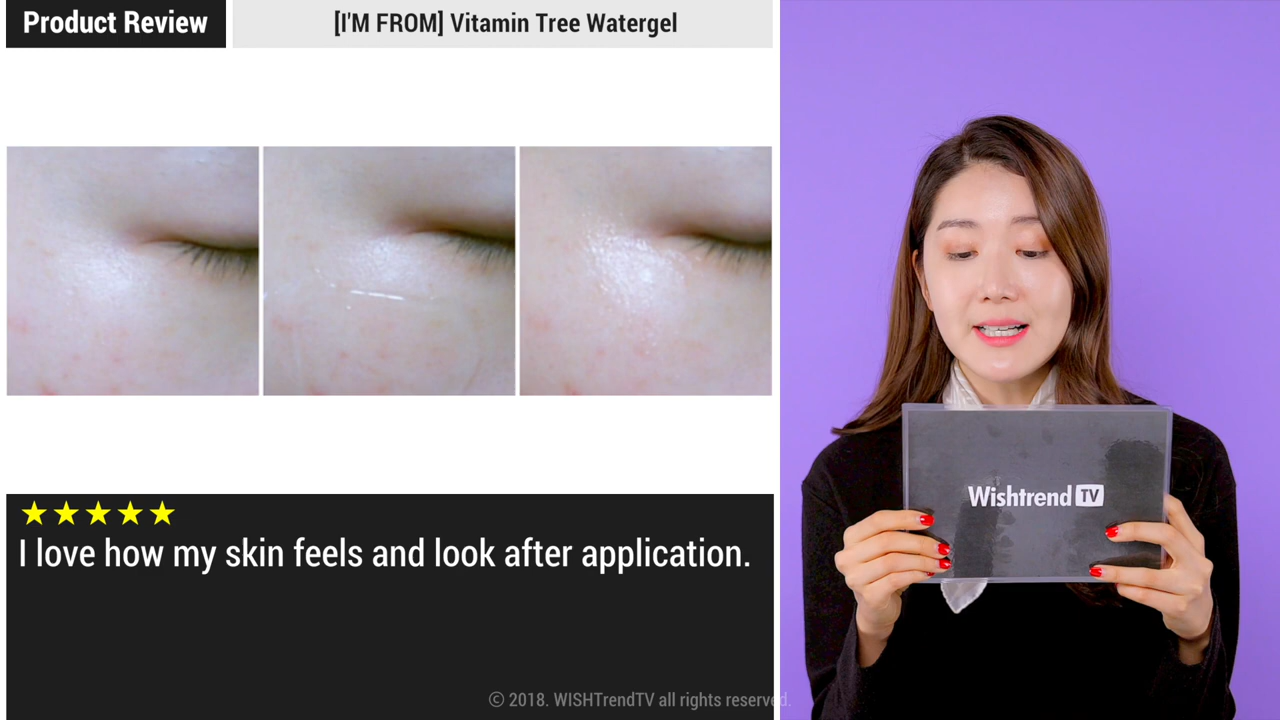 Product Review
[I'M FROM] Vitamin Tree Watergel
★★★★★
I love how my skin feels and look after application.
Wishtrend TV
© 2018. WISHTrendTV all rights reserved.